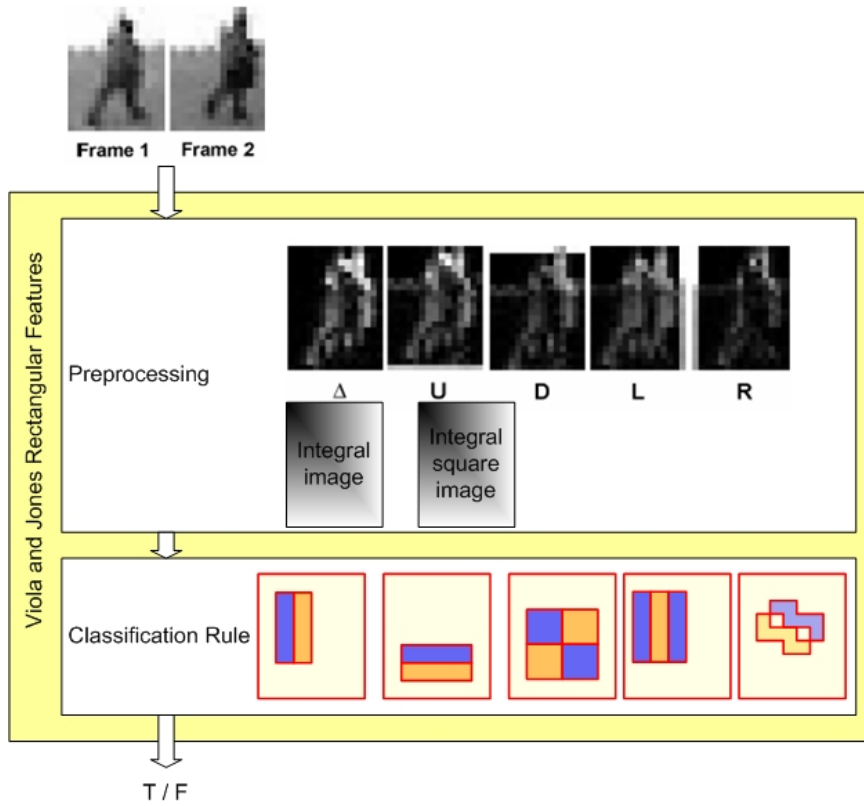 Frame 1
Frame 2
Viola and Jones Rectangular Features
Preprocessing
Δ
U
D
L
R
Integral
image
Integral
square
image
Classification Rule
T / F